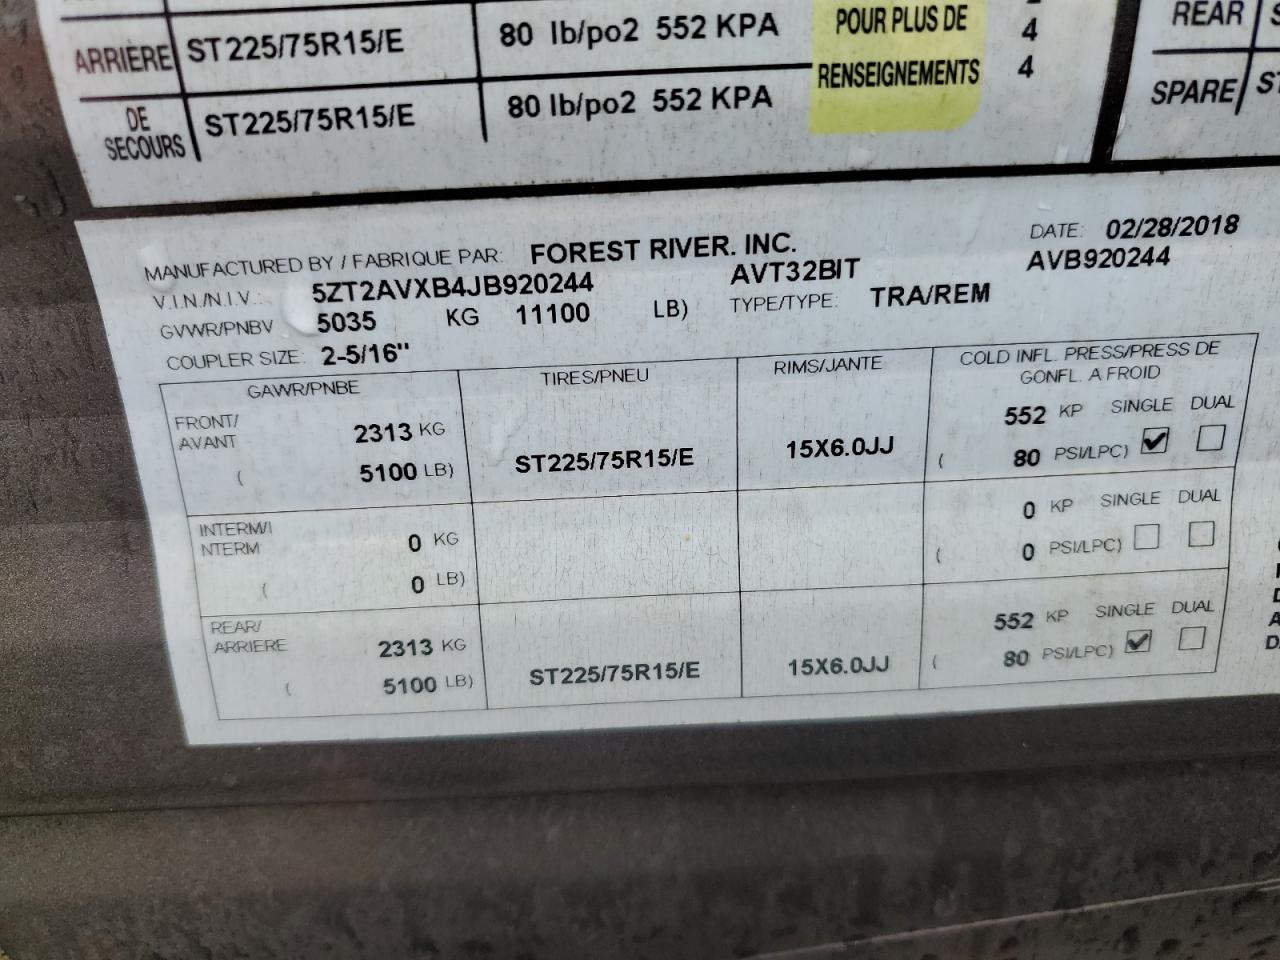 ARRIÈRE ST225/75R15/E 80 lb/po2 552 KPA
DE SECOURS ST225/75R15/E 80 lb/po2 552 KPA
POUR PLUS DE
RENSEIGNEMENTS
4
4
REAR
SPARE
MANUFACTURED BY / FABRIQUE PAR: FOREST RIVER. INC. DATE: 02/28/2018
V.I.N/N.I.V.: 5ZT2AVXB4JB920244 AVT32BIT AVB920244
GVWR/PNBV 5035 KG 11100 LB) TYPE/TYPE: TRA/REM
COUPLER SIZE: 2-5/16"
GAWR/PNBE TIRES/PNEU RIMS/JANTE COLD INFL. PRESS/PRESS DE
GONFL. A FROID
FRONT/
AVANT 2313 KG ST225/75R15/E 15X6.0JJ 552 KP SINGLE DUAL
( 5100 LB) ( 80 PSI/LPC)
INTERM/I
NTERM 0 KG 0 KP SINGLE DUAL
( 0 LB) ( 0 PSI/LPC)
REAR/
ARRIERE 2313 KG ST225/75R15/E 15X6.0JJ 552 KP SINGLE DUAL
( 5100 LB) ( 80 PSI/LPC)